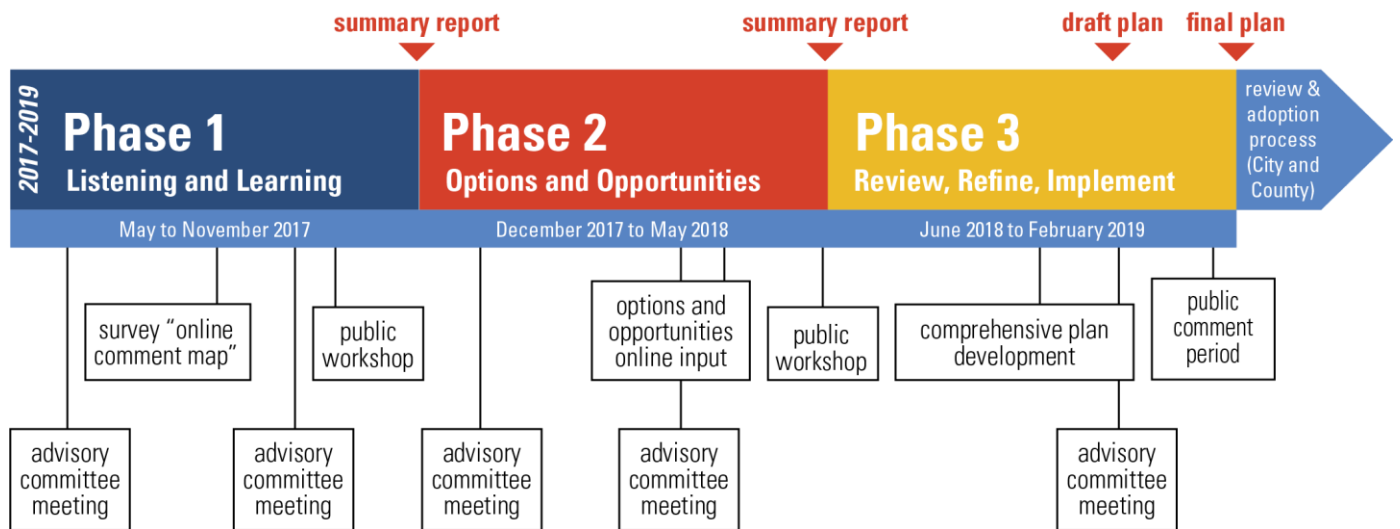 summary report
summary report
draft plan
final plan
2017-2019
Phase 1
Listening and Learning
Phase 2
Options and Opportunities
Phase 3
Review, Refine, Implement
review &
adoption
process
(City and
County)
May to November 2017
December 2017 to May 2018
June 2018 to February 2019
survey “online
comment map”
public
workshop
options and
opportunities
online input
public
workshop
comprehensive plan
development
public
comment
period
advisory
committee
meeting
advisory
committee
meeting
advisory
committee
meeting
advisory
committee
meeting
advisory
committee
meeting